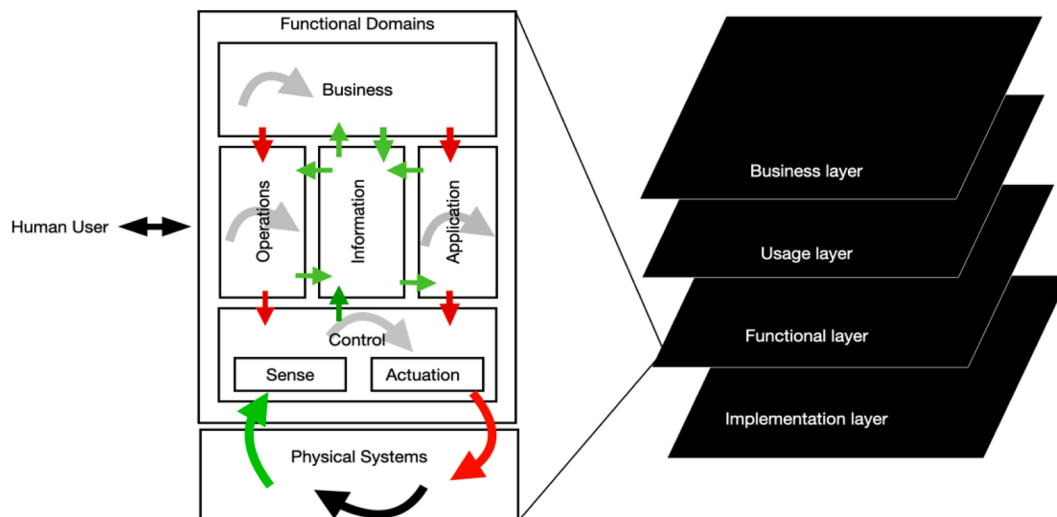 Functional Domains
Business
Operations
Information
Application
Human User
Control
Sense
Actuation
Physical Systems
Business layer
Usage layer
Functional layer
Implementation layer